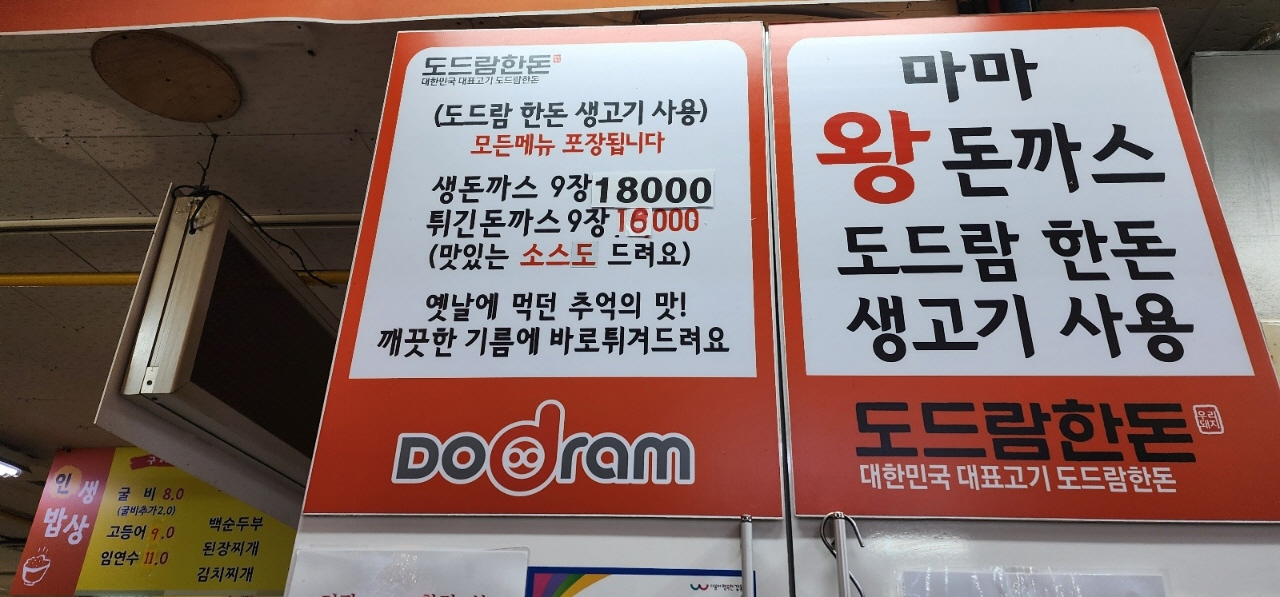 도드람한돈
대한민국 대표고기 도드람한돈
(도드람 한돈 생고기 사용)
모든메뉴 포장됩니다
생돈까스 9장 18000
튀긴돈까스 9장 18000
(맛있는 소스도 드려요)
옛날에 먹던 추억의 맛!
깨끗한 기름에 바로튀겨드려요
DoDram
마마
왕돈까스
도드람 한돈
생고기 사용
도드람한돈 우리돼지
대한민국 대표고기 도드람한돈
인생
밥상
굴비 8.0
(굴비추가2.0)
고등어 9.0
임연수 11.0
백순두부
된장찌개
김치찌개